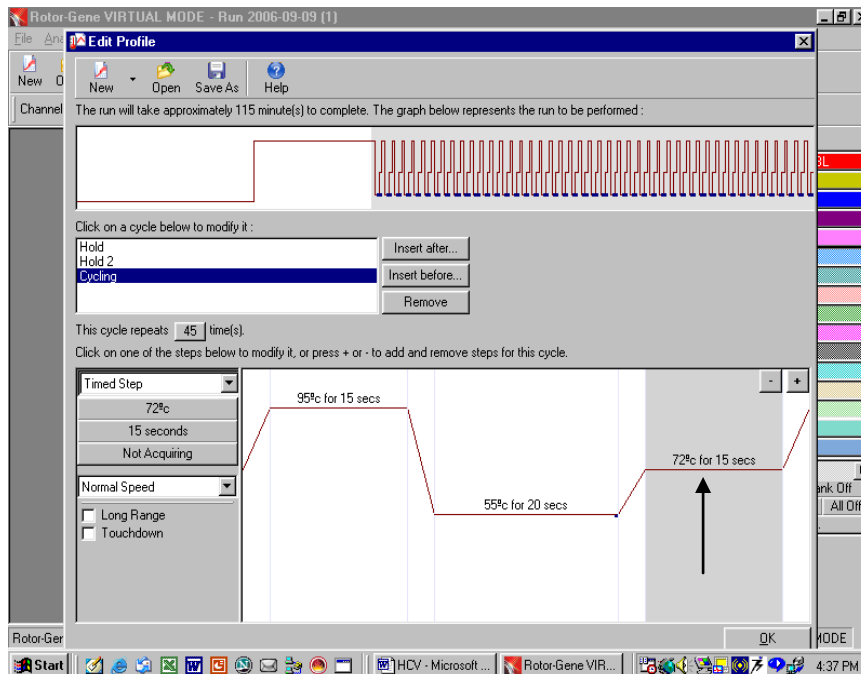 Rotor-Gene VIRTUAL MODE - Run 2006-09-09 (1)
File Ana
Edit Profile
New
New Open Save As Help
Channel
The run will take approximately 115 minute(s) to complete. The graph below represents the run to be performed :
Click on a cycle below to modify it :
Hold
Hold 2
Cycling
Insert after...
Insert before...
Remove
This cycle repeats 45 time(s).
Click on one of the steps below to modify it, or press + or - to add and remove steps for this cycle.
Timed Step
- +
72ºc
15 seconds
Not Acquiring
Normal Speed
Long Range
Touchdown
95ºc for 15 secs
55ºc for 20 secs
72ºc for 15 secs
ank Off
All Off
OK
Rotor-Ger
MODE
Start
HCV - Microsoft ...
Rotor-Gene VIR...
4:37 PM